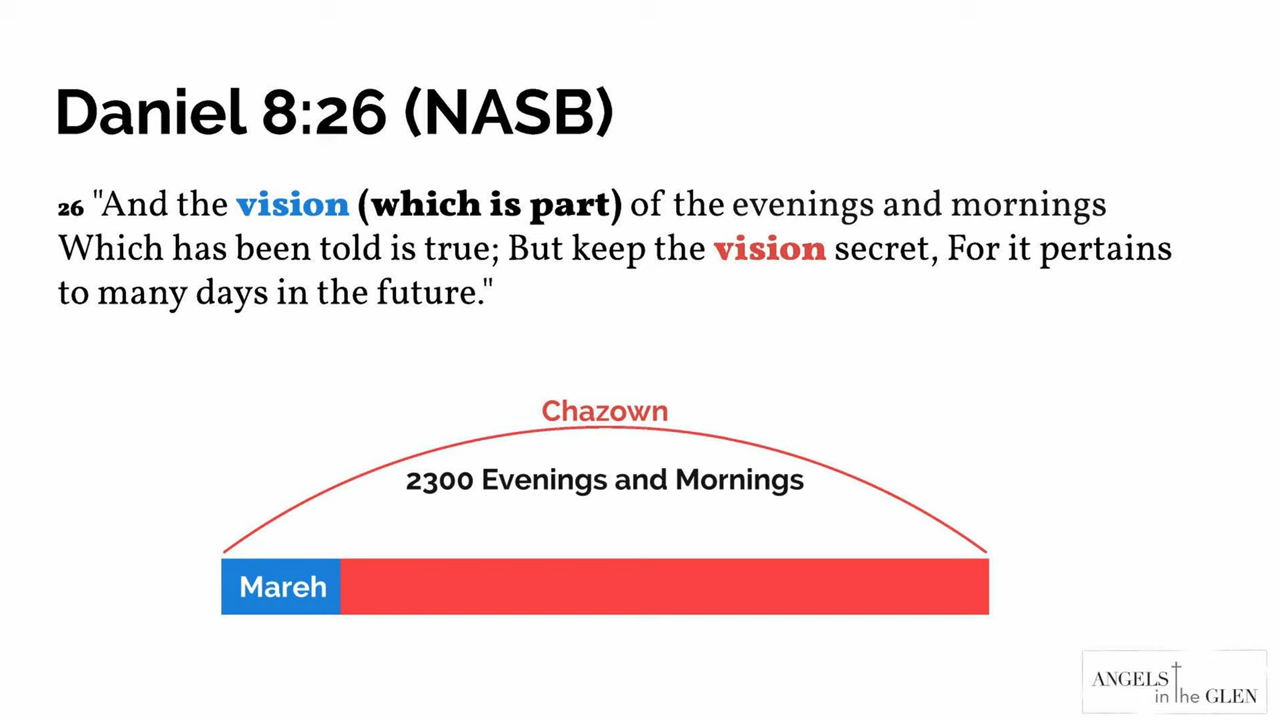 Daniel 8:26 (NASB)
26 "And the vision (which is part) of the evenings and mornings
Which has been told is true; But keep the vision secret, For it pertains
to many days in the future."
Chazown
2300 Evenings and Mornings
Mareh
ANGELS
in the GLEN